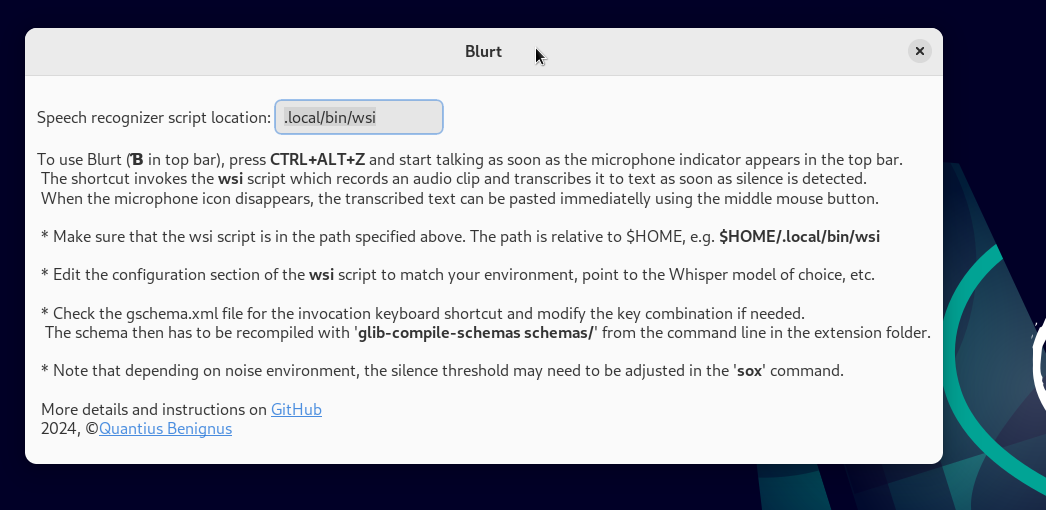 Blurt
Speech recognizer script location: .local/bin/wsi
To use Blurt (Ɓ in top bar), press CTRL+ALT+Z and start talking as soon as the microphone indicator appears in the top bar.
The shortcut invokes the wsi script which records an audio clip and transcribes it to text as soon as silence is detected.
When the microphone icon disappears, the transcribed text can be pasted immediatelly using the middle mouse button.
* Make sure that the wsi script is in the path specified above. The path is relative to $HOME, e.g. $HOME/.local/bin/wsi
* Edit the configuration section of the wsi script to match your environment, point to the Whisper model of choice, etc.
* Check the gschema.xml file for the invocation keyboard shortcut and modify the key combination if needed.
The schema then has to be recompiled with 'glib-compile-schemas schemas/' from the command line in the extension folder.
* Note that depending on noise environment, the silence threshold may need to be adjusted in the 'sox' command.
More details and instructions on GitHub
2024, ©Quantius Benignus